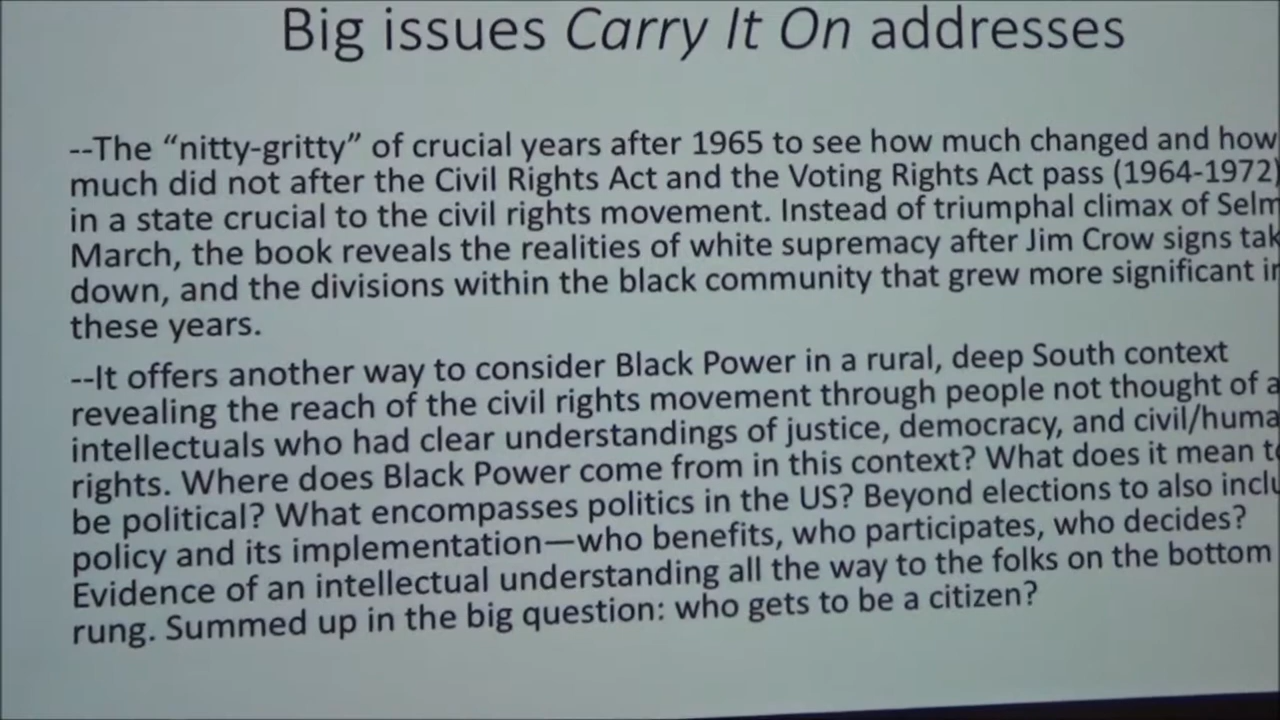 Big issues Carry It On addresses
--The “nitty-gritty” of crucial years after 1965 to see how much changed and how
much did not after the Civil Rights Act and the Voting Rights Act pass (1964-1972)
in a state crucial to the civil rights movement. Instead of triumphal climax of Selm
March, the book reveals the realities of white supremacy after Jim Crow signs tak
down, and the divisions within the black community that grew more significant in
these years.
--It offers another way to consider Black Power in a rural, deep South context
revealing the reach of the civil rights movement through people not thought of a
intellectuals who had clear understandings of justice, democracy, and civil/huma
rights. Where does Black Power come from in this context? What does it mean to
be political? What encompasses politics in the US? Beyond elections to also inclu
policy and its implementation—who benefits, who participates, who decides?
Evidence of an intellectual understanding all the way to the folks on the bottom
rung. Summed up in the big question: who gets to be a citizen?